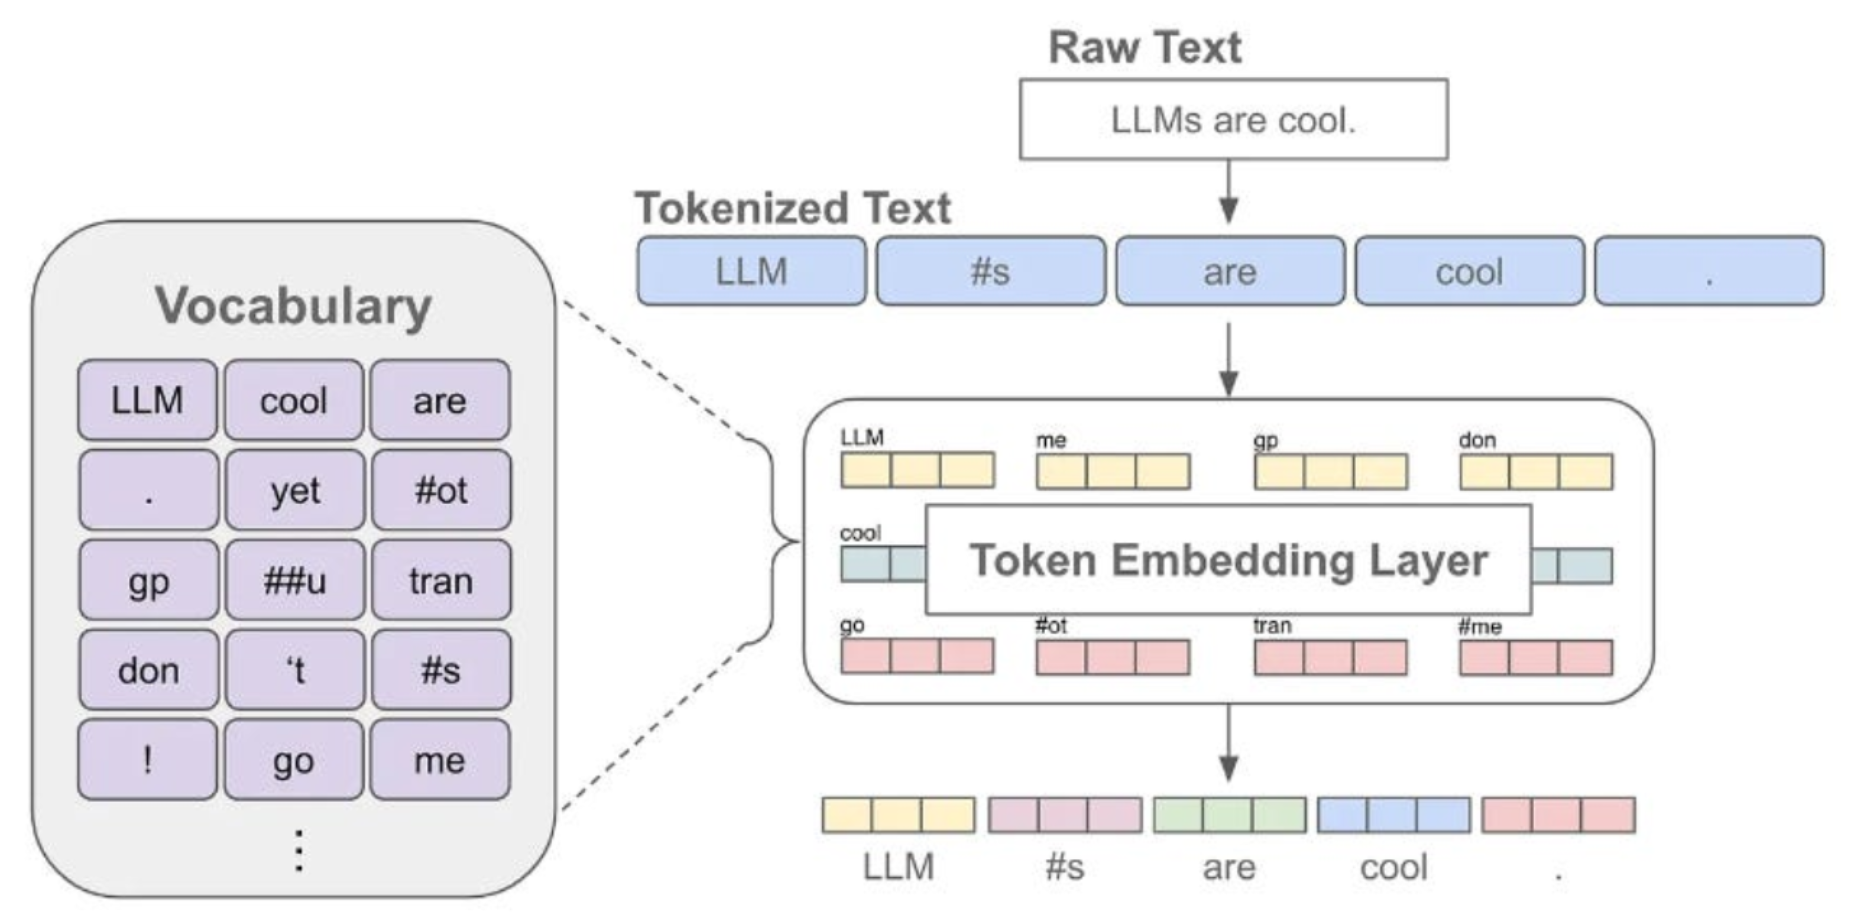 Raw Text
LLMs are cool.
Tokenized Text
LLM #s are cool .
Vocabulary
LLM cool are
. yet #ot
gp ##u tran
don ‘t #s
! go me
⋮
LLM me gp don
cool
Token Embedding Layer
go #ot tran #me
LLM #s are cool .